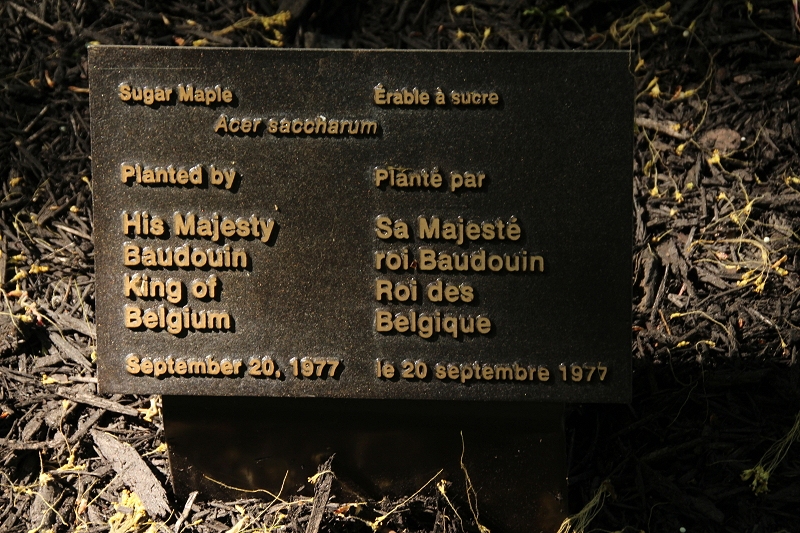 Sugar Maple
Érable à sucre
Acer saccharum
Planted by
His Majesty
Baudouin
King of
Belgium
September 20, 1977
Planté par
Sa Majesté
roi Baudouin
Roi des
Belgique
le 20 septembre 1977